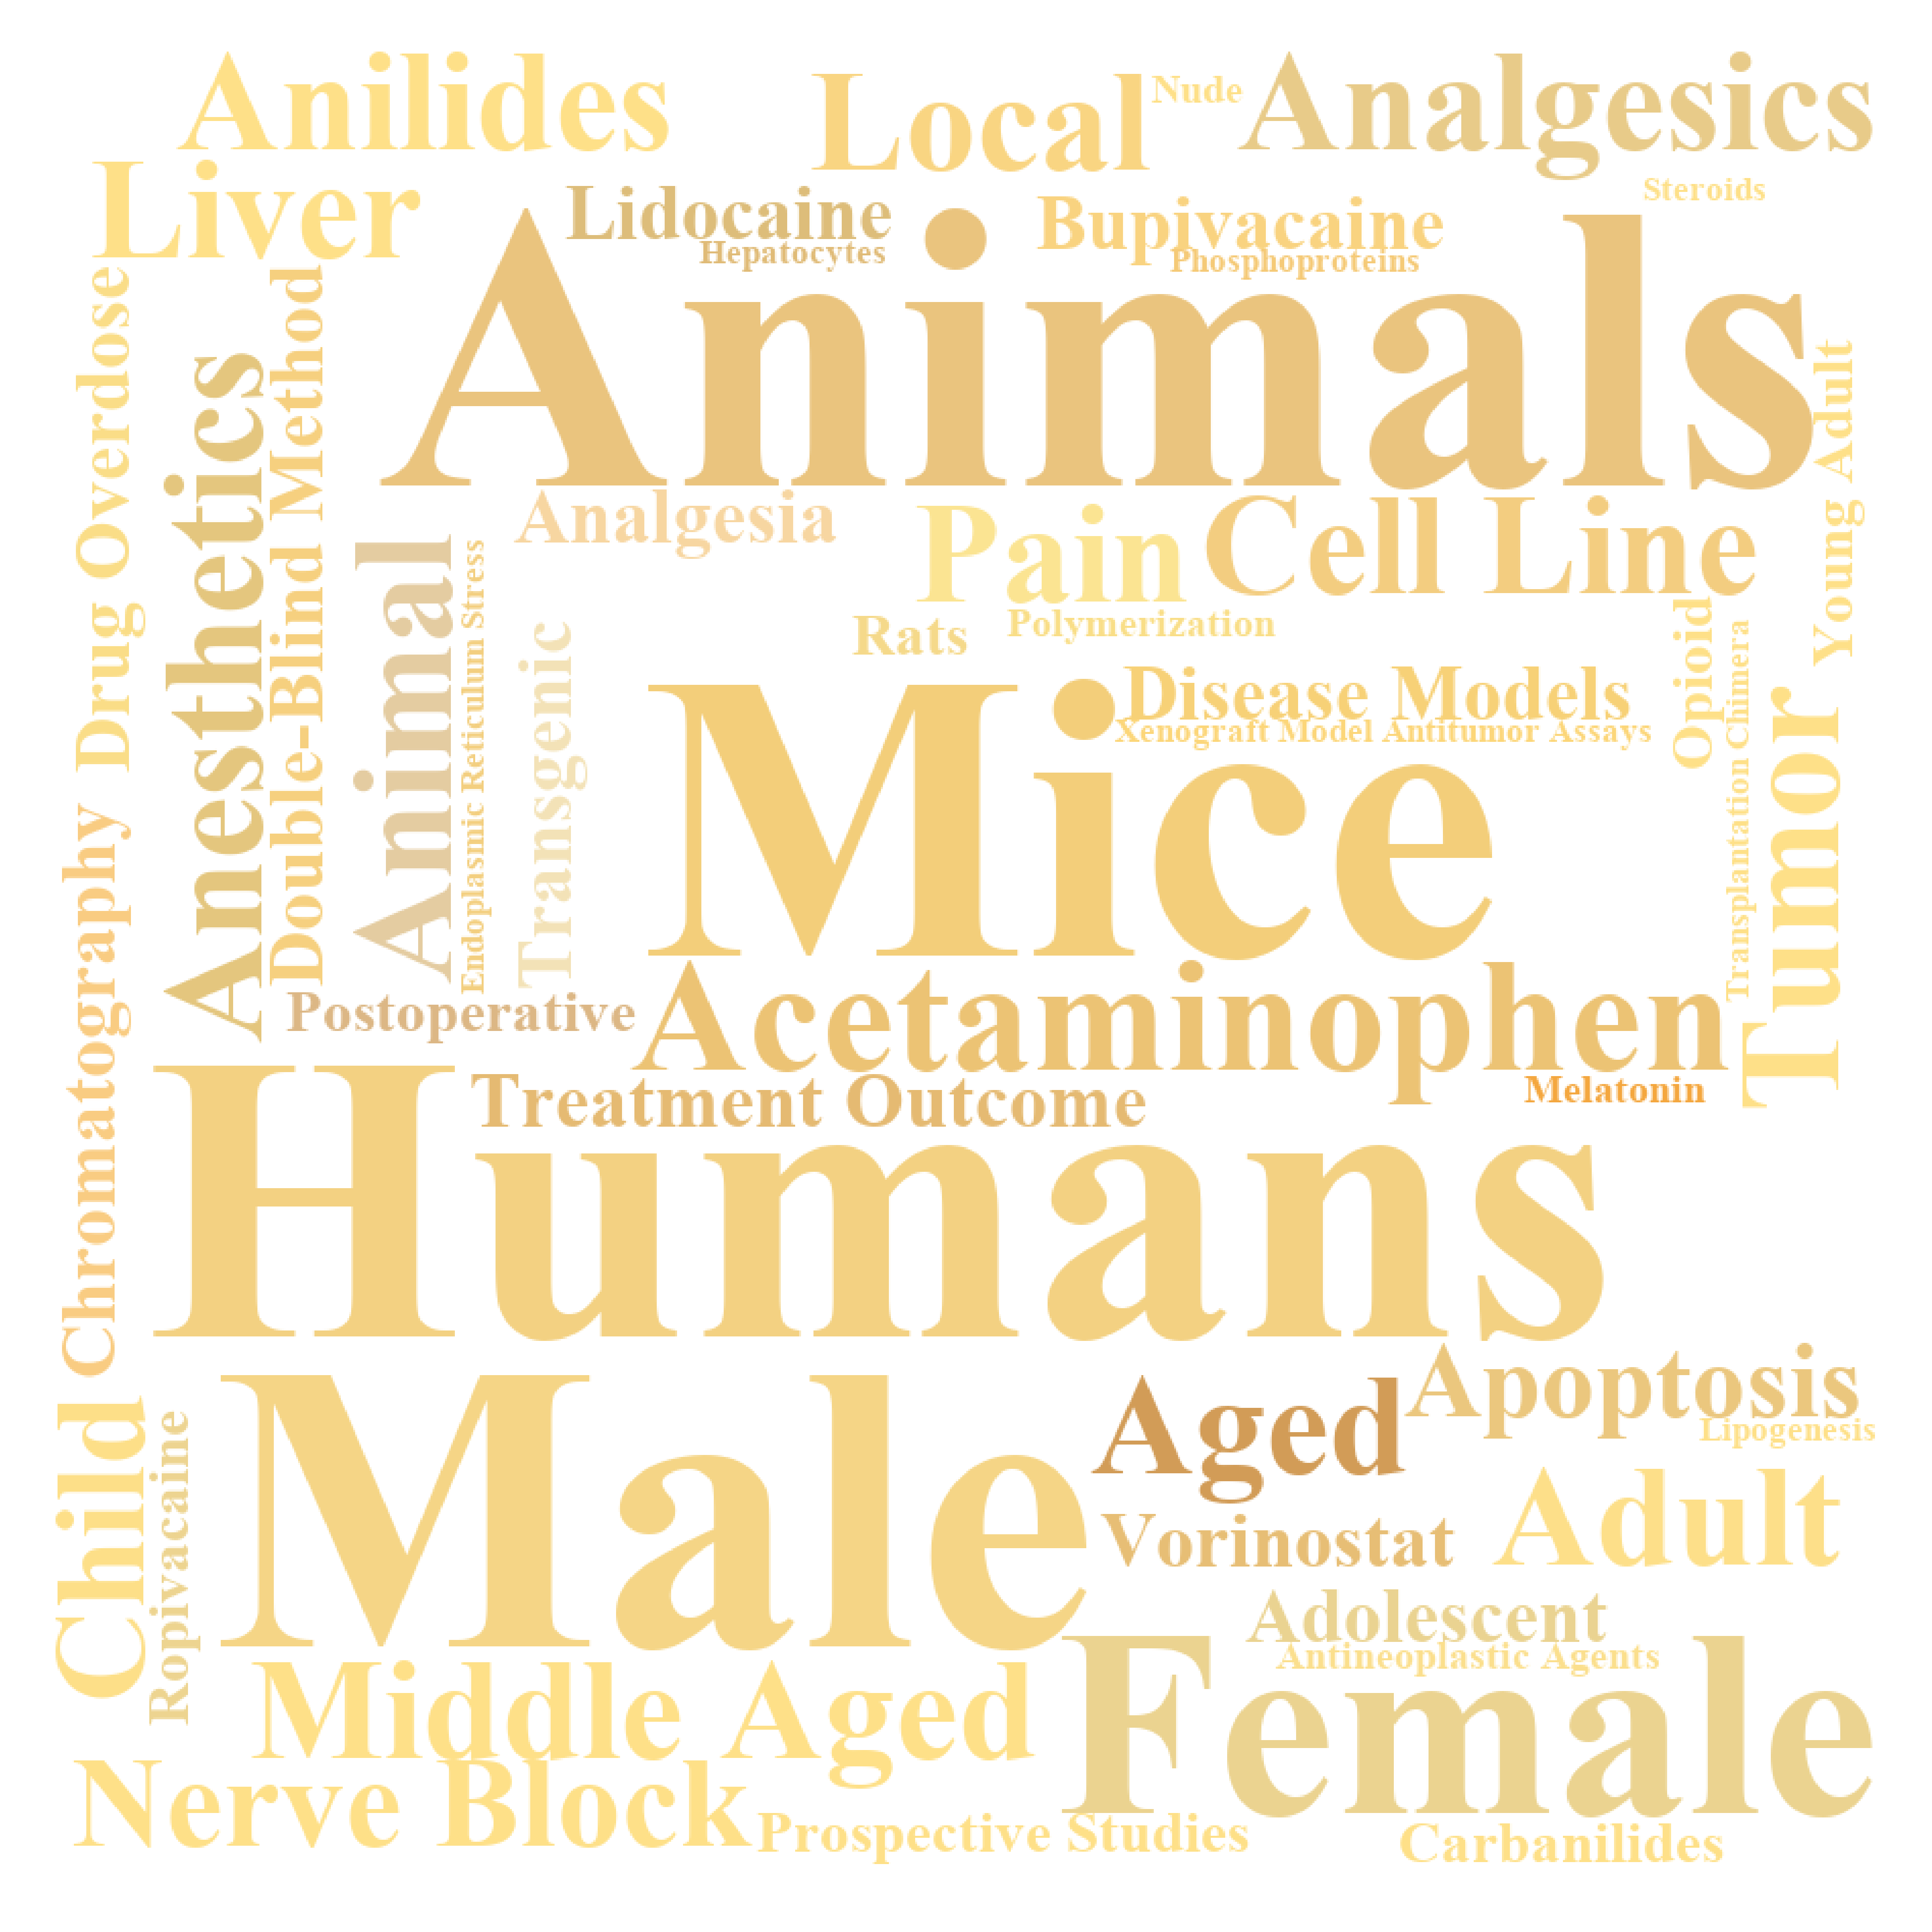 Anilides
Local
Nude
Analgesics
Liver
Lidocaine
Hepatocytes
Bupivacaine
Phosphoproteins
Steroids
Animals
Drug Overdose
Anesthetics
Double-Blind Method
Young Adult
Analgesia
Pain
Cell Line
Animal
Endoplasmic Reticulum Stress
Transgenic
Rats
Polymerization
Disease Models
Xenograft Model Antitumor Assays
Opioid
Transplantation Chimera
Tumor
Mice
Chromatography
Postoperative
Acetaminophen
Treatment Outcome
Melatonin
Humans
Male
Aged
Apoptosis
Lipogenesis
Child
Ropivacaine
Vorinostat
Adult
Adolescent
Antineoplastic Agents
Female
Middle Aged
Nerve Block
Prospective Studies
Carbanilides